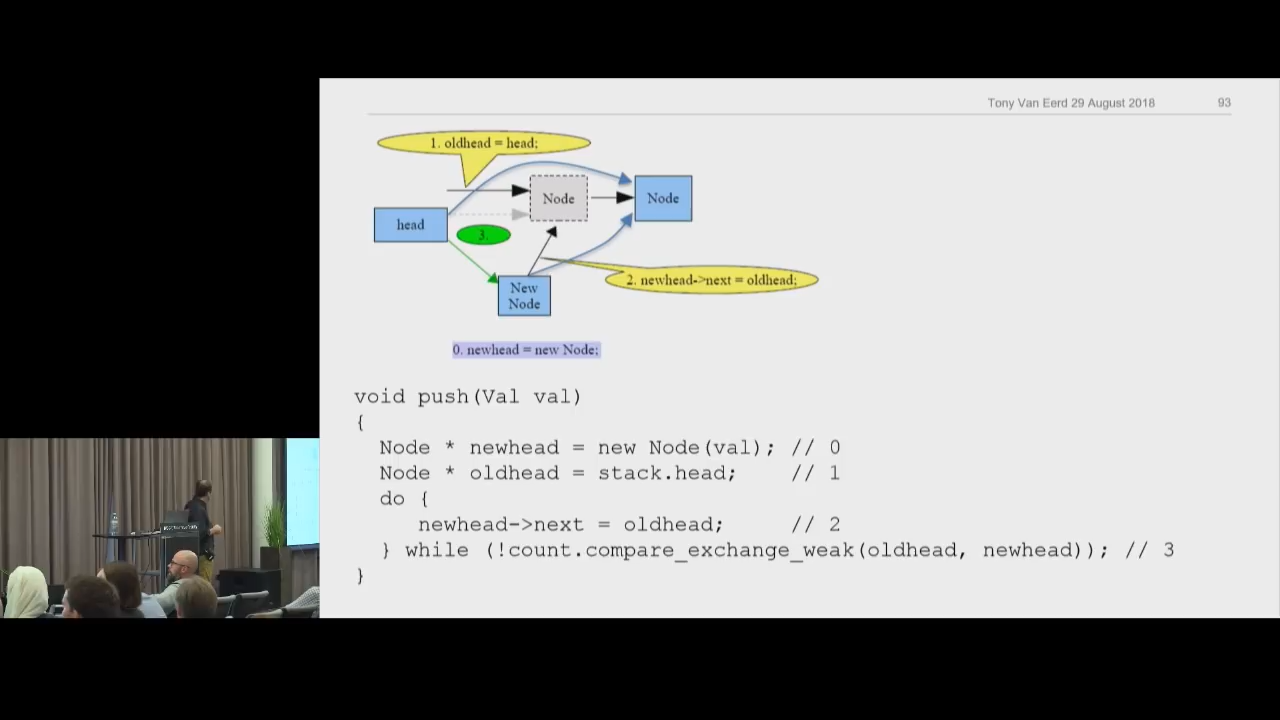 Tony Van Eerd 29 August 2018 93
1. oldhead = head;
Node
Node
head
3.
2. newhead->next = oldhead;
New
Node
0. newhead = new Node;
void push(Val val)
{
Node * newhead = new Node(val); // 0
Node * oldhead = stack.head; // 1
do {
newhead->next = oldhead; // 2
} while (!count.compare_exchange_weak(oldhead, newhead)); // 3
}